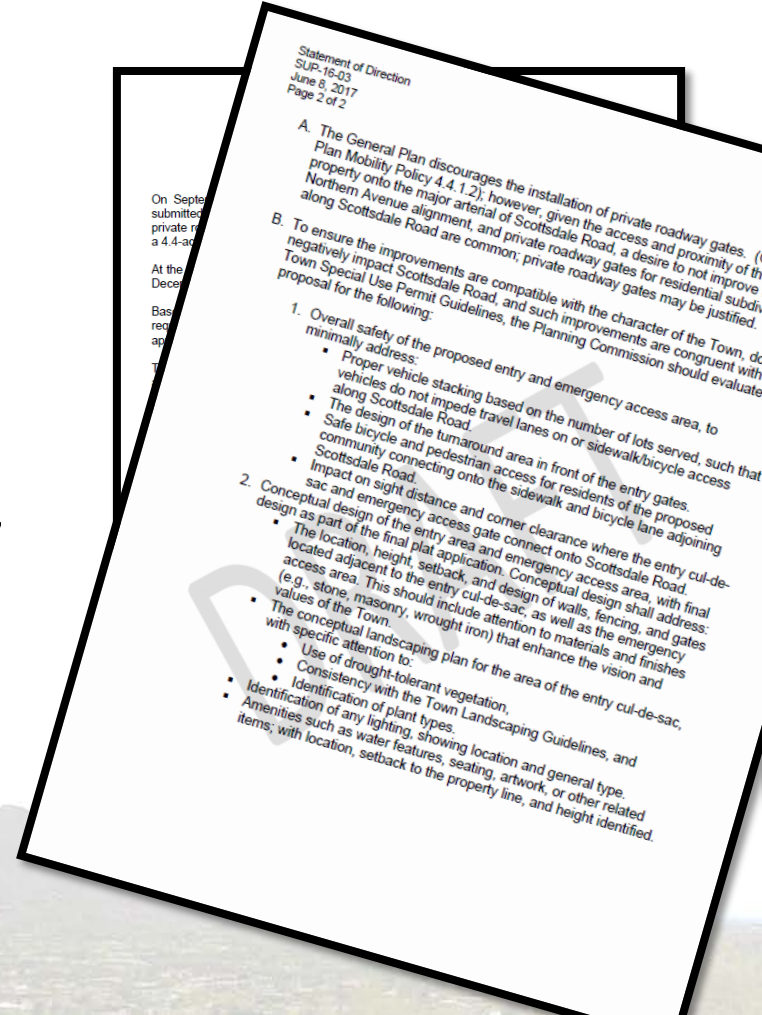 Statement of Direction
SUP-16-03
June 8, 2017
Page 2 of 2
A. The General Plan discourages the installation of private roadway gates. (
Plan Mobility Policy 4.4.1.2); however, given the access and proximity of th
property onto the major arterial of Scottsdale Road, a desire to not improve
Northern Avenue alignment, and private roadway gates for residential subdiv
along Scottsdale Road are common; private roadway gates may be justified.
B. To ensure the improvements are compatible with the character of the Town, do
negatively impact Scottsdale Road, and such improvements are congruent with
Town Special Use Permit Guidelines, the Planning Commission should evaluate
proposal for the following:
1. Overall safety of the proposed entry and emergency access area, to
minimally address:
▪ Proper vehicle stacking based on the number of lots served, such that
vehicles do not impede travel lanes on or sidewalk/bicycle access
along Scottsdale Road.
▪ The design of the turnaround area in front of the entry gates.
▪ Safe bicycle and pedestrian access for residents of the proposed
community connecting onto the sidewalk and bicycle lane adjoining
Scottsdale Road.
▪ Impact on sight distance and corner clearance where the entry cul-de-
sac and emergency access gate connect onto Scottsdale Road.
2. Conceptual design of the entry area and emergency access area, with final
design as part of the final plat application. Conceptual design shall address:
▪ The location, height, setback, and design of walls, fencing, and gates
located adjacent to the entry cul-de-sac, as well as the emergency
access area. This should include attention to materials and finishes
(e.g., stone, masonry, wrought iron) that enhance the vision and
values of the Town.
▪ The conceptual landscaping plan for the area of the entry cul-de-sac,
with specific attention to:
• Use of drought-tolerant vegetation,
• Consistency with the Town Landscaping Guidelines, and
• Identification of plant types.
▪ Identification of any lighting, showing location and general type.
▪ Amenities such as water features, seating, artwork, or other related
items; with location, setback to the property line, and height identified.
DRAFT
On Septe
submitted
private r
a 4.4-ac
At the
Decem
Bas
req
ap
T